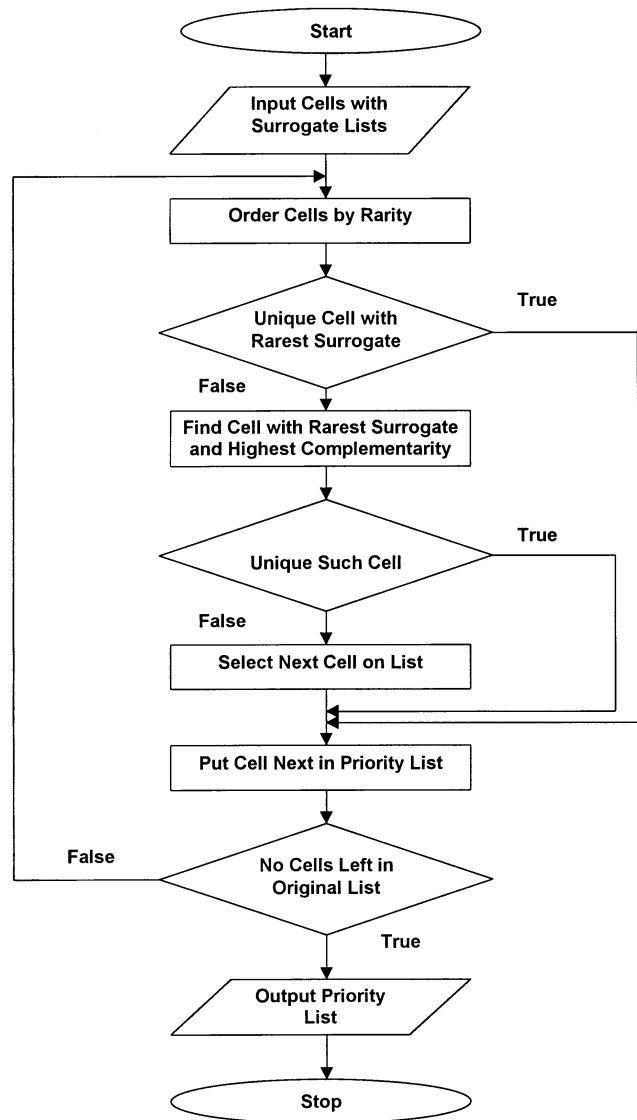 Start
Input Cells with
Surrogate Lists
Order Cells by Rarity
True
Unique Cell with
Rarest Surrogate
False
Find Cell with Rarest Surrogate
and Highest Complementarity
True
Unique Such Cell
False
Select Next Cell on List
Put Cell Next in Priority List
False
No Cells Left in
Original List
True
Output Priority
List
Stop